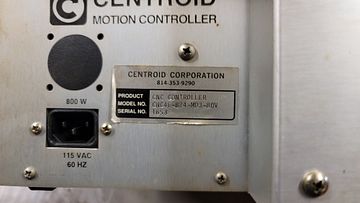 C CENTROID
MOTION CONTROLLER
CENTROID CORPORATION
814-353-9290
PRODUCT CNC CONTROLLER
MODEL NO.
SERIAL NO. 1653
800 W
115 VAC
60 HZ